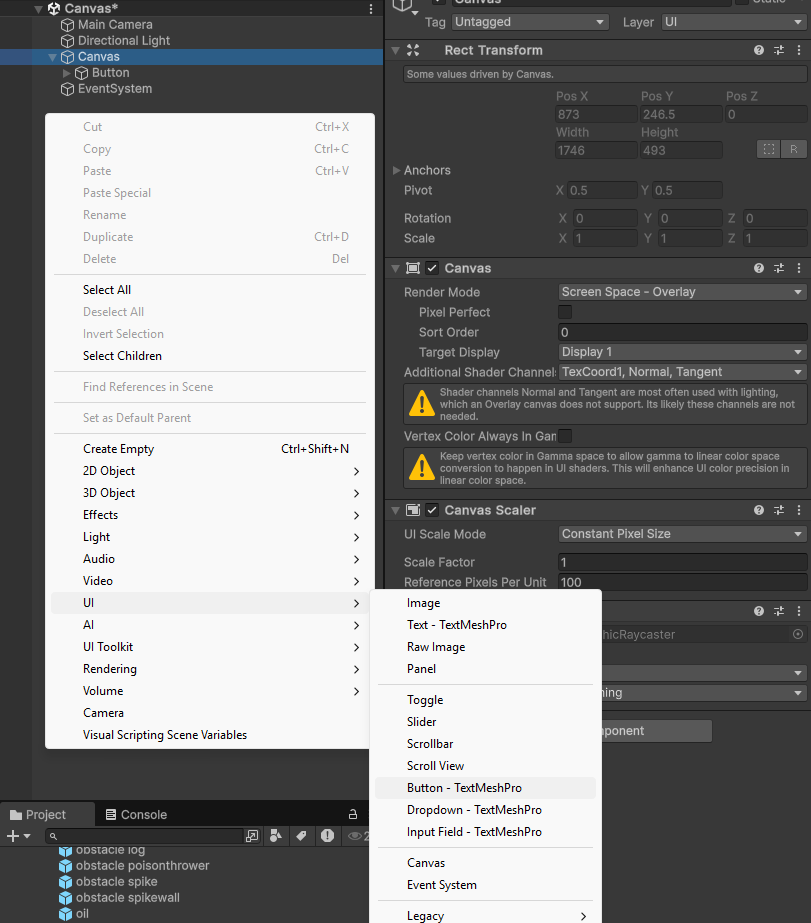 Canvas*
Main Camera
Directional Light
Canvas
Button
EventSystem
Cut Ctrl+X
Copy Ctrl+C
Paste Ctrl+V
Paste Special
Rename
Duplicate Ctrl+D
Delete Del
Select All
Deselect All
Invert Selection
Select Children
Find References in Scene
Set as Default Parent
Create Empty Ctrl+Shift+N
2D Object
3D Object
Effects
Light
Audio
Video
UI
AI
UI Toolkit
Rendering
Volume
Camera
Visual Scripting Scene Variables
Image
Text - TextMeshPro
Raw Image
Panel
Toggle
Slider
Scrollbar
Scroll View
Button - TextMeshPro
Dropdown - TextMeshPro
Input Field - TextMeshPro
Canvas
Event System
Legacy
Project Console
2
obstacle log
obstacle poisonthrower
obstacle spike
obstacle spikewall
oil
Canvas Static
Tag Untagged Layer UI
Rect Transform
Some values driven by Canvas.
Pos X Pos Y Pos Z
873 246.5 0
Width Height
1746 493
R
Anchors
Pivot X 0.5 Y 0.5
Rotation X 0 Y 0 Z 0
Scale X 1 Y 1 Z 1
Canvas
Render Mode Screen Space - Overlay
Pixel Perfect
Sort Order 0
Target Display Display 1
Additional Shader Channels TexCoord1, Normal, Tangent
Shader channels Normal and Tangent are most often used with lighting,
which an Overlay canvas does not support. Its likely these channels are not
needed.
Vertex Color Always In Gam
Keep vertex color in Gamma space to allow gamma to linear color space
conversion to happen in UI shaders. This will enhance UI color precision in
linear color space.
Canvas Scaler
UI Scale Mode Constant Pixel Size
Scale Factor 1
Reference Pixels Per Unit 100
hicRaycaster
hing
ponent